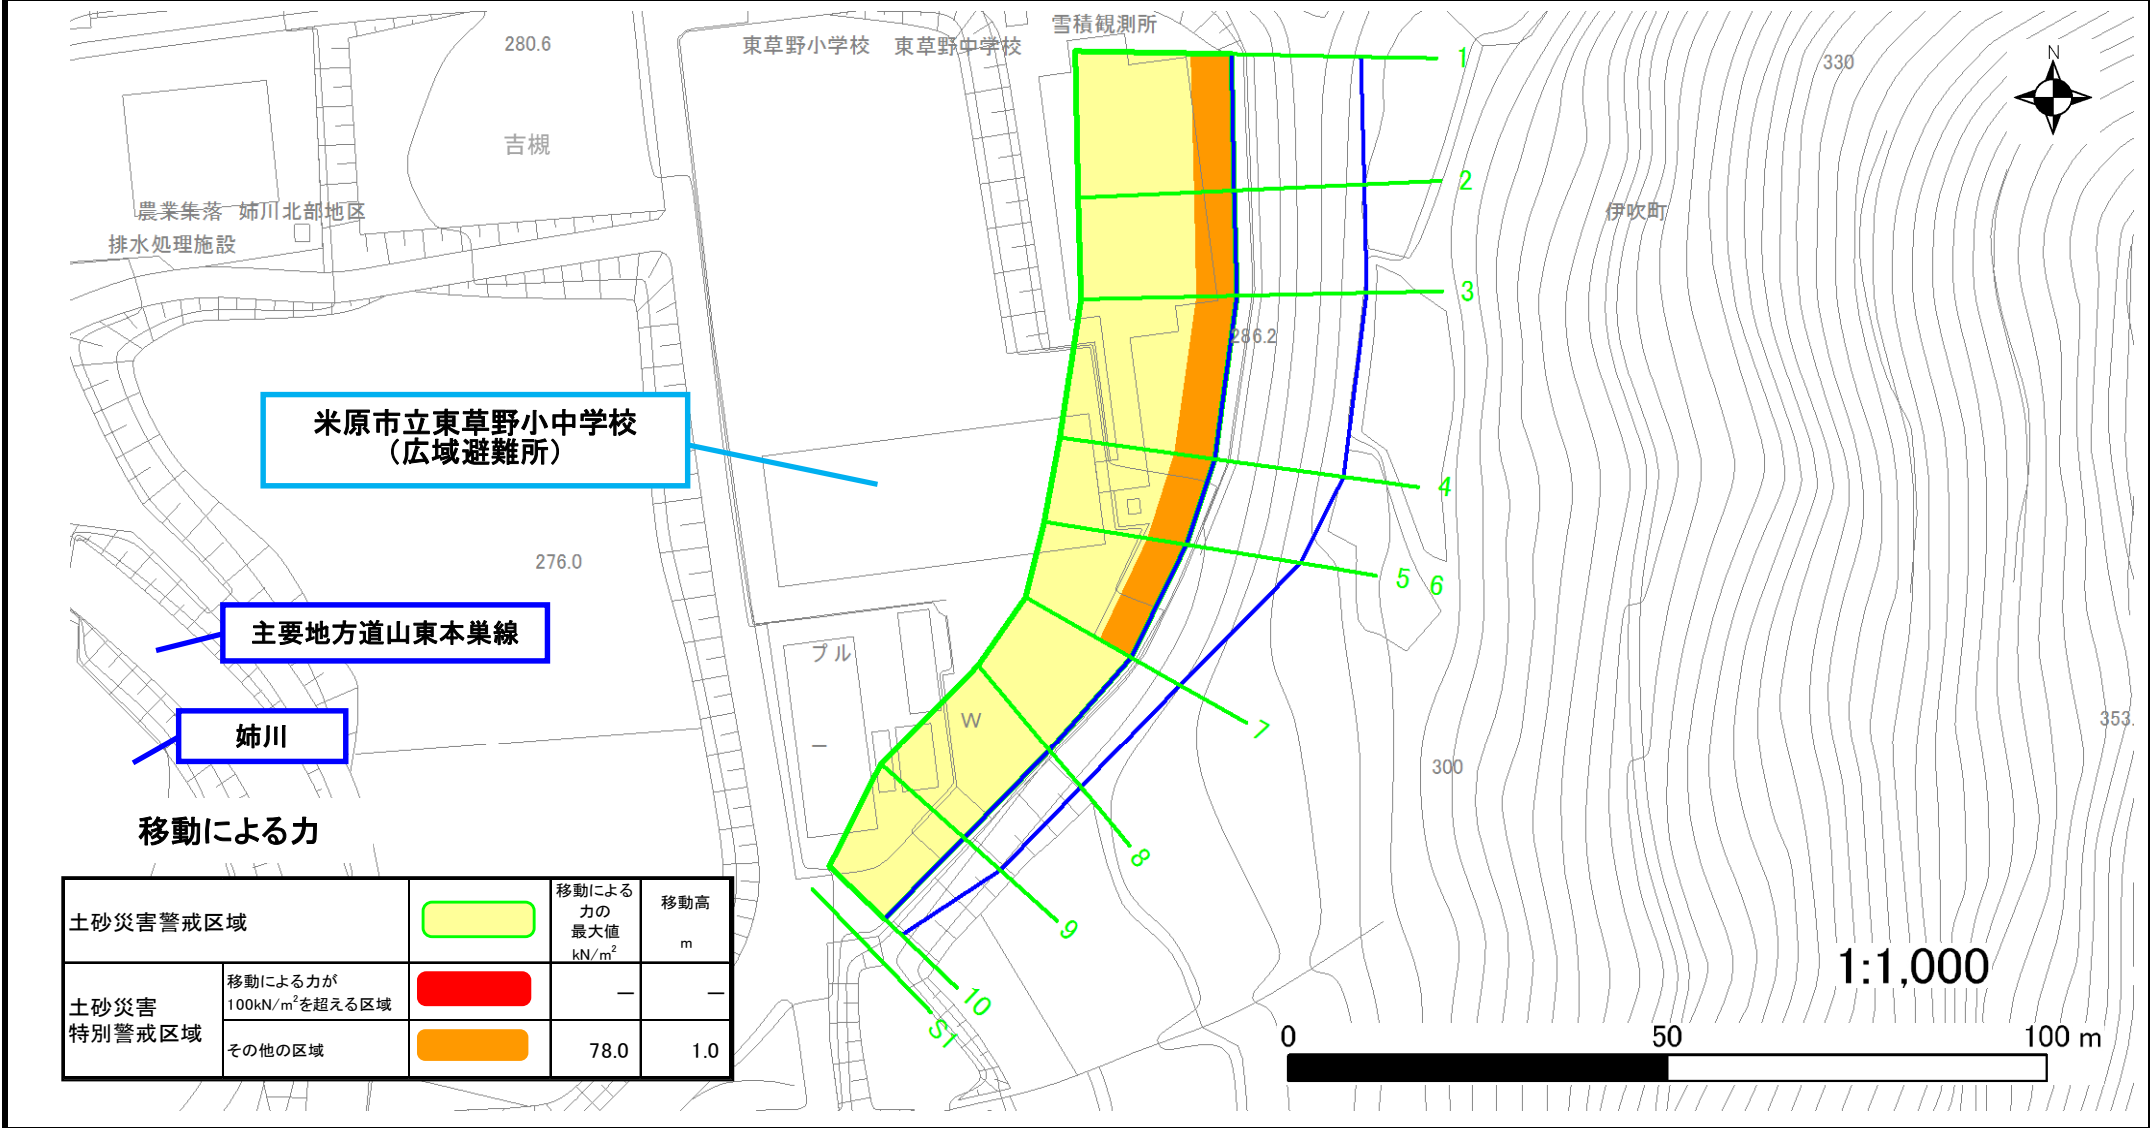 雪積観測所
280.6
東草野小学校 東草野中学校
1
330
N
吉槻
2
農業集落 姉川北部地区
排水処理施設
伊吹町
3
286.2
米原市立東草野小中学校
（広域避難所）
4
276.0
5 6
主要地方道山東本巣線
プル
ー
W
姉川
7
353.
300
移動による力
8
9
10
S1
土砂災害警戒区域
移動による
力の
最大値
kN/m²
移動高
m
土砂災害
特別警戒区域
移動による力が
100kN/m²を超える区域
－
－
その他の区域
78.0
1.0
1:1,000
0 50 100 m